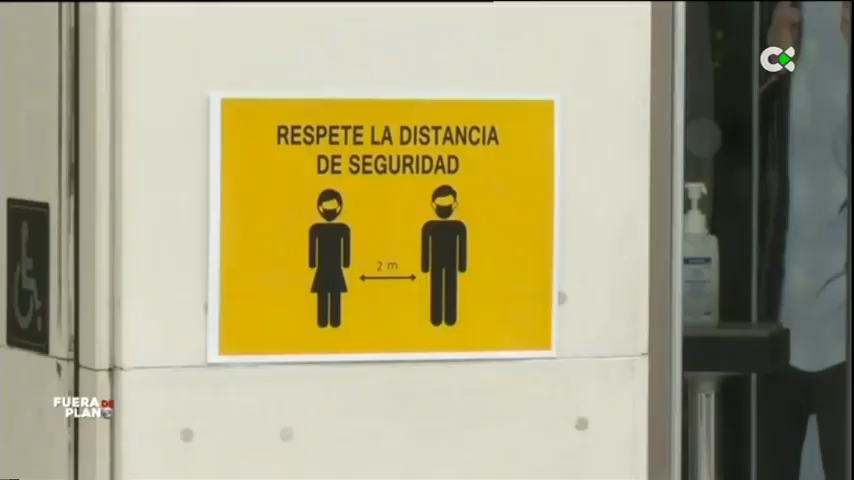 RESPETE LA DISTANCIA
DE SEGURIDAD
2 m
FUERA DE
PLANO